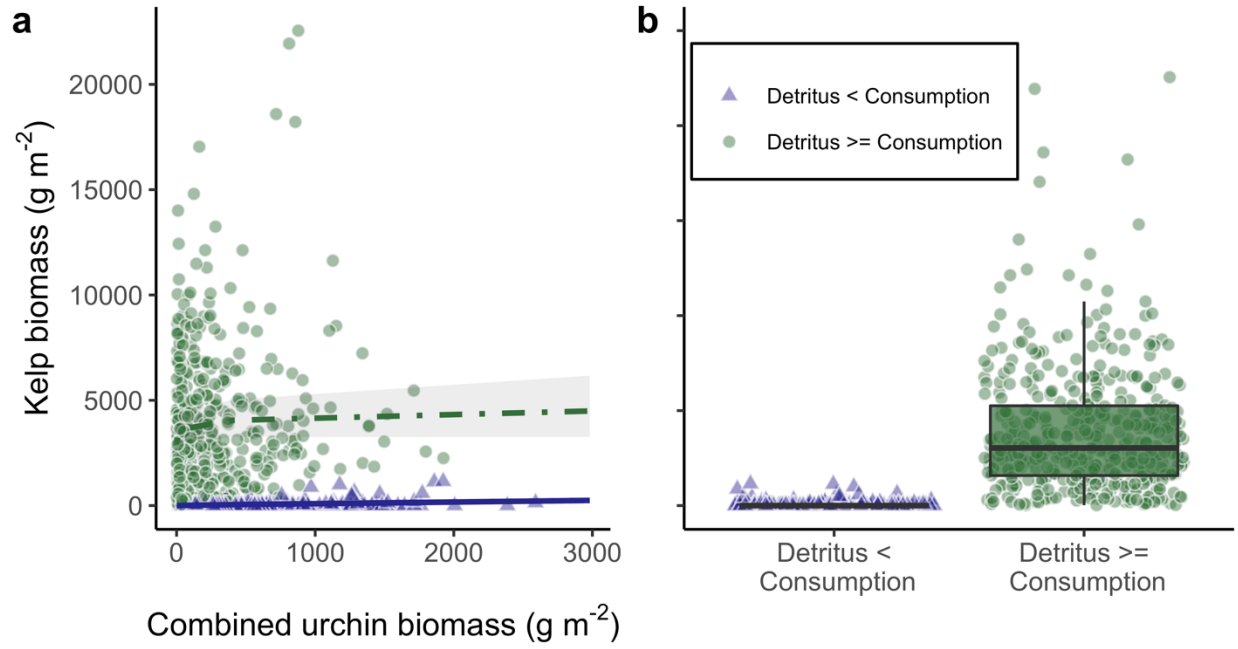 a
Kelp biomass (g m⁻²)
20000
15000
10000
5000
0
0 1000 2000 3000
Combined urchin biomass (g m⁻²)
b
Detritus < Consumption
Detritus >= Consumption
Detritus <
Consumption
Detritus >=
Consumption